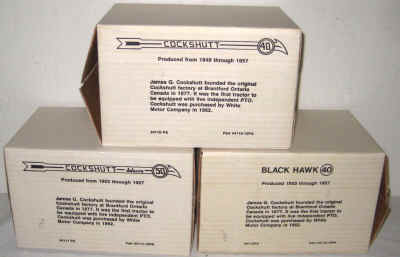 COCKSHUTT 40
Produced from 1949 through 1957
James G. Cockshutt founded the original
Cockshutt factory at Brantford Ontario
Canada in 1877. It was the first tractor to
be equipped with live independent PTO.
Cockshutt was purchased by White
Motor Company in 1962.
COCKSHUTT deluxe 50
Produced from 1953 through 1957
James G. Cockshutt founded the original
Cockshutt factory at Brantford Ontario
Canada in 1877. It was the first tractor to
be equipped with live independent PTO.
Cockshutt was purchased by White
Motor Company in 1962.
BLACK HAWK 40
Produced from 1953 through 1957
James G. Cockshutt founded the original
Cockshutt factory at Brantford Ontario
Canada in 1877. It was the first tractor to
be equipped with live independent PTO.
Cockshutt was purchased by White
Motor Company in 1962.